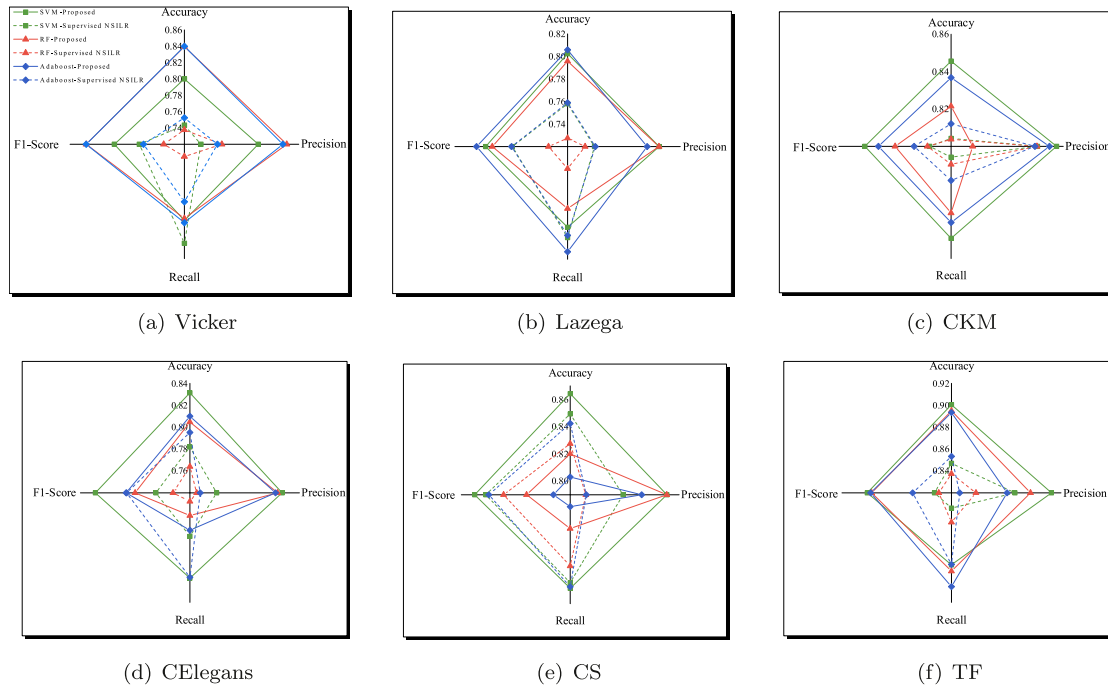 SVM-Proposed
SVM-Supervised NSILR
RF-Proposed
RF-Supervised NSILR
Adaboost-Proposed
Adaboost-Supervised NSILR
Accuracy
0.86
0.84
0.80
0.78
0.76
0.74
F1-Score
Precision
Recall
(a) Vicker
Accuracy
0.82
0.80
0.78
0.76
0.74
F1-Score
Precision
Recall
(b) Lazega
Accuracy
0.86
0.84
0.82
F1-Score
Precision
Recall
(c) CKM
Accuracy
0.84
0.82
0.80
0.78
0.76
F1-Score
Precision
Recall
(d) CElegans
Accuracy
0.86
0.84
0.82
0.80
F1-Score
Precision
Recall
(e) CS
Accuracy
0.92
0.90
0.88
0.86
0.84
F1-Score
Precision
Recall
(f) TF